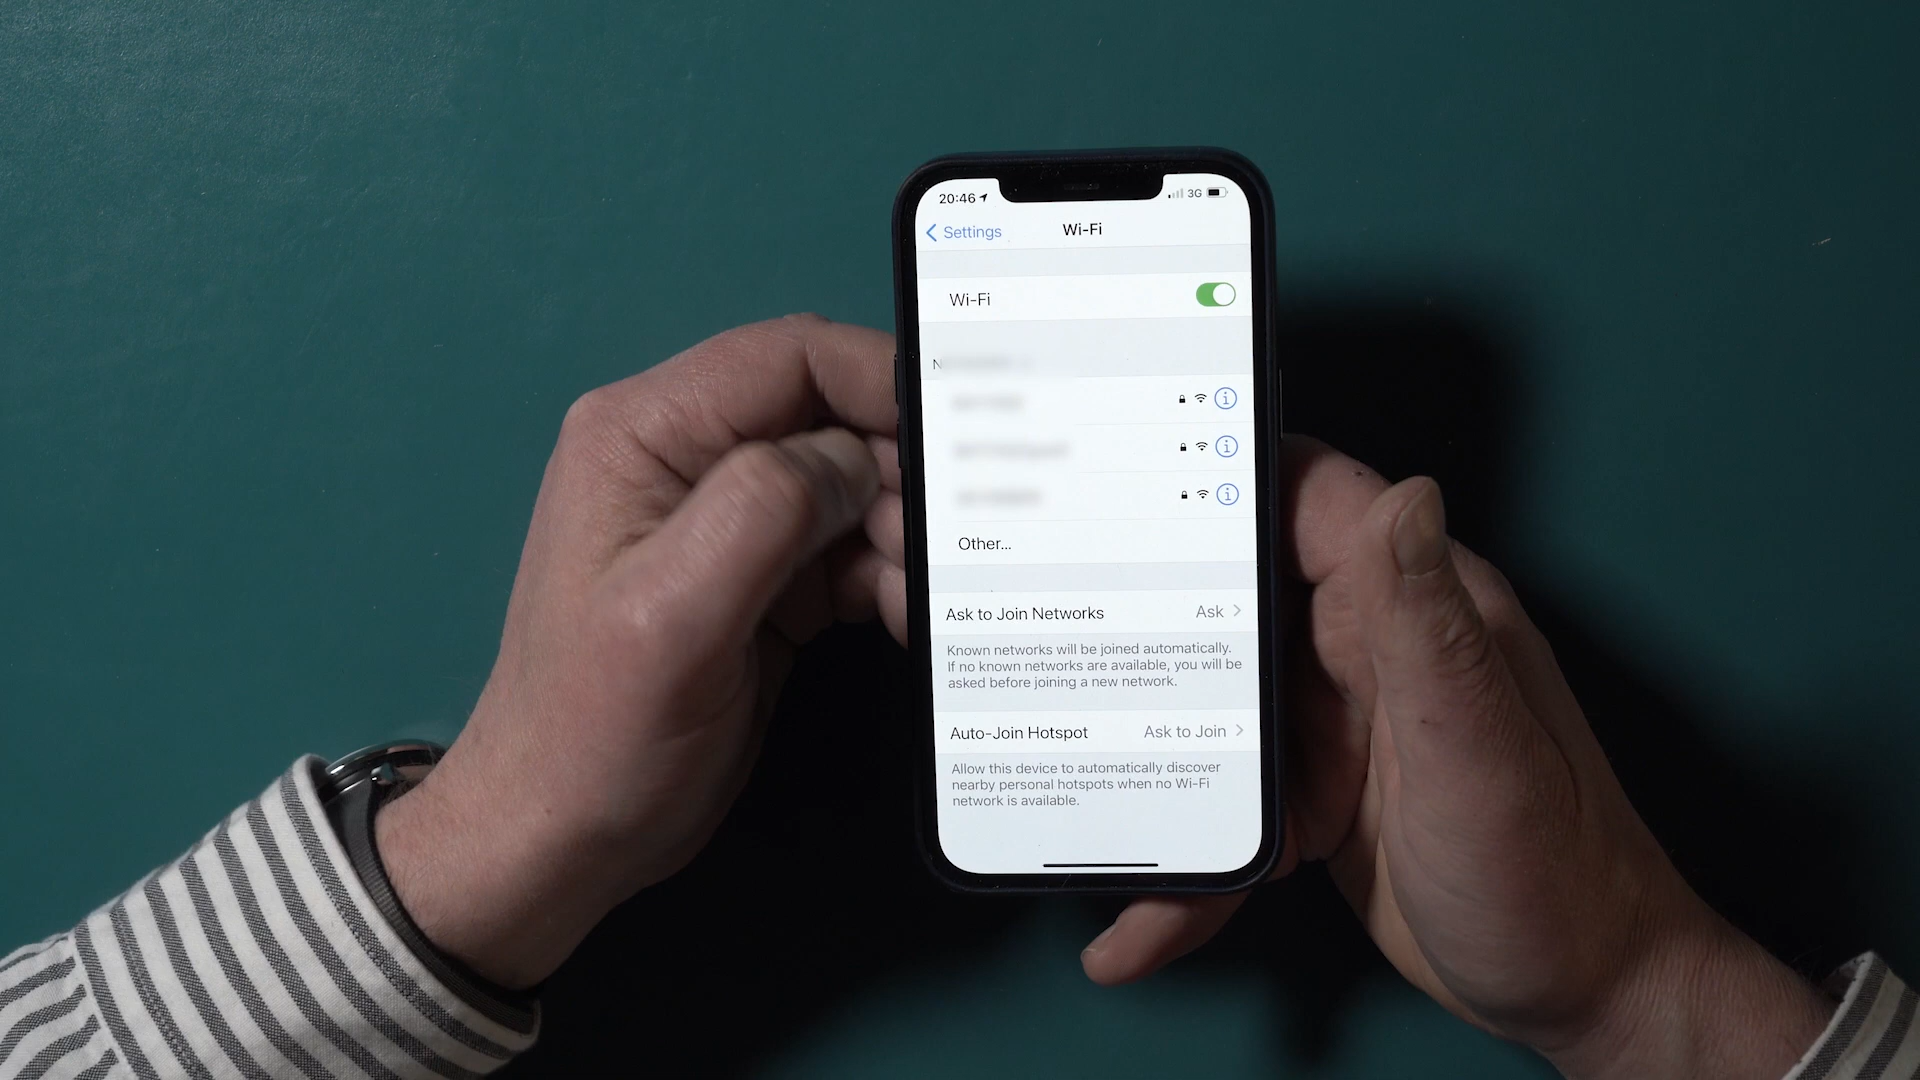 20:46 3G
Settings Wi-Fi
Wi-Fi
Other...
Ask to Join Networks Ask
Known networks will be joined automatically.
If no known networks are available, you will be
asked before joining a new network.
Auto-Join Hotspot Ask to Join
Allow this device to automatically discover
nearby personal hotspots when no Wi-Fi
network is available.